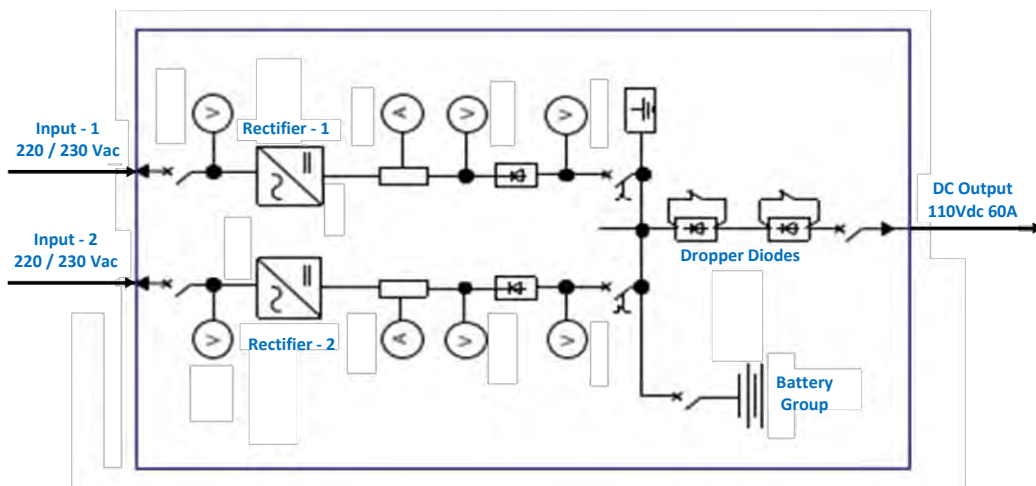 Input - 1
220 / 230 Vac
Rectifier - 1
V
A
V
V
DC Output
110Vdc 60A
Input - 2
220 / 230 Vac
Dropper Diodes
Rectifier - 2
V
A
V
V
Battery
Group